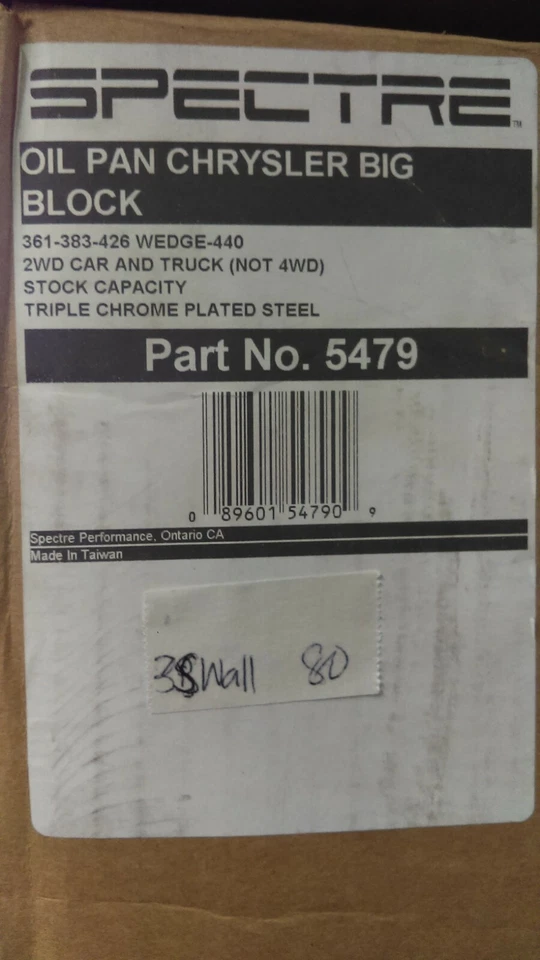 SPECTRE™
OIL PAN CHRYSLER BIG
BLOCK
361-383-426 WEDGE-440
2WD CAR AND TRUCK (NOT 4WD)
STOCK CAPACITY
TRIPLE CHROME PLATED STEEL
Part No. 5479
0 89601 54790 9
Spectre Performance, Ontario CA
Made In Taiwan
Wall 80